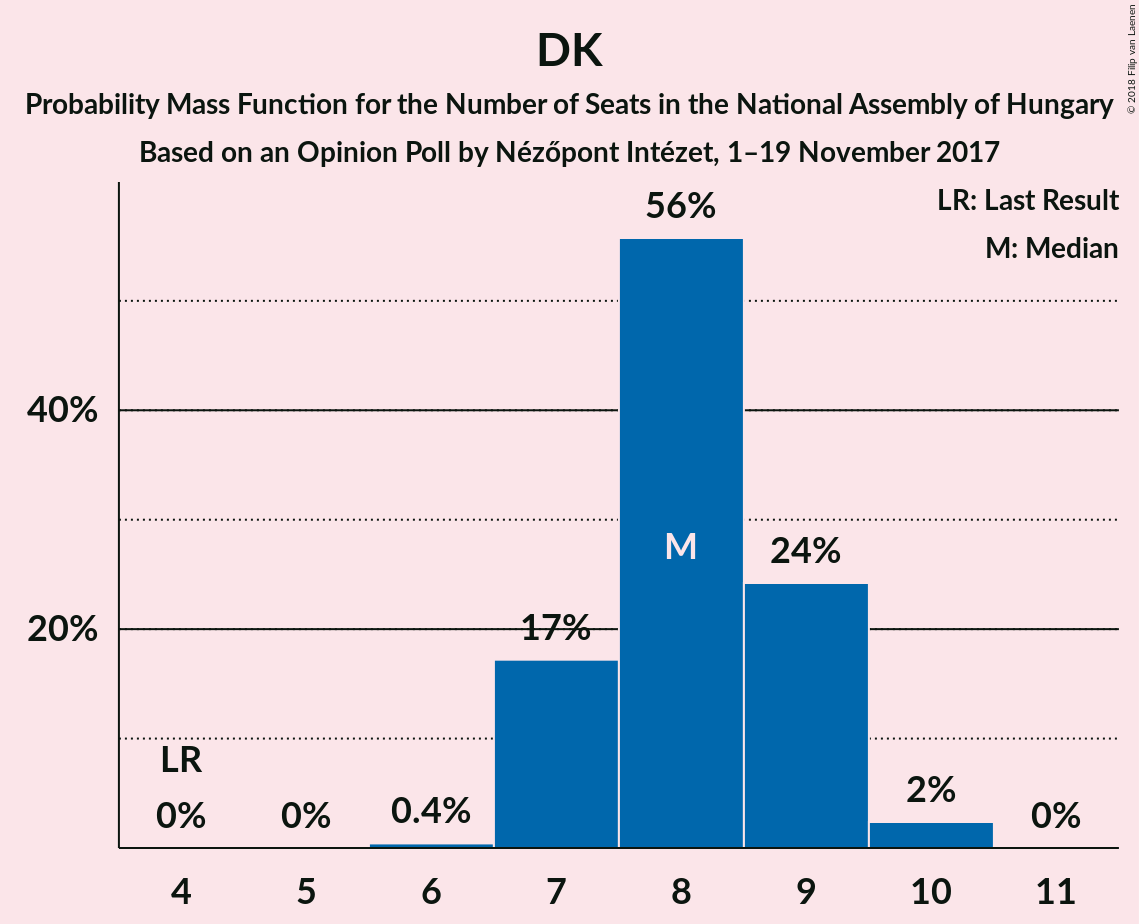 DK
Probability Mass Function for the Number of Seats in the National Assembly of Hungary
Based on an Opinion Poll by Nézőpont Intézet, 1–19 November 2017
© 2018 Filip van Laenen
LR: Last Result
M: Median
56%
40%
M
24%
20%
17%
LR
0%
0%
0.4%
2%
0%
4
5
6
7
8
9
10
11